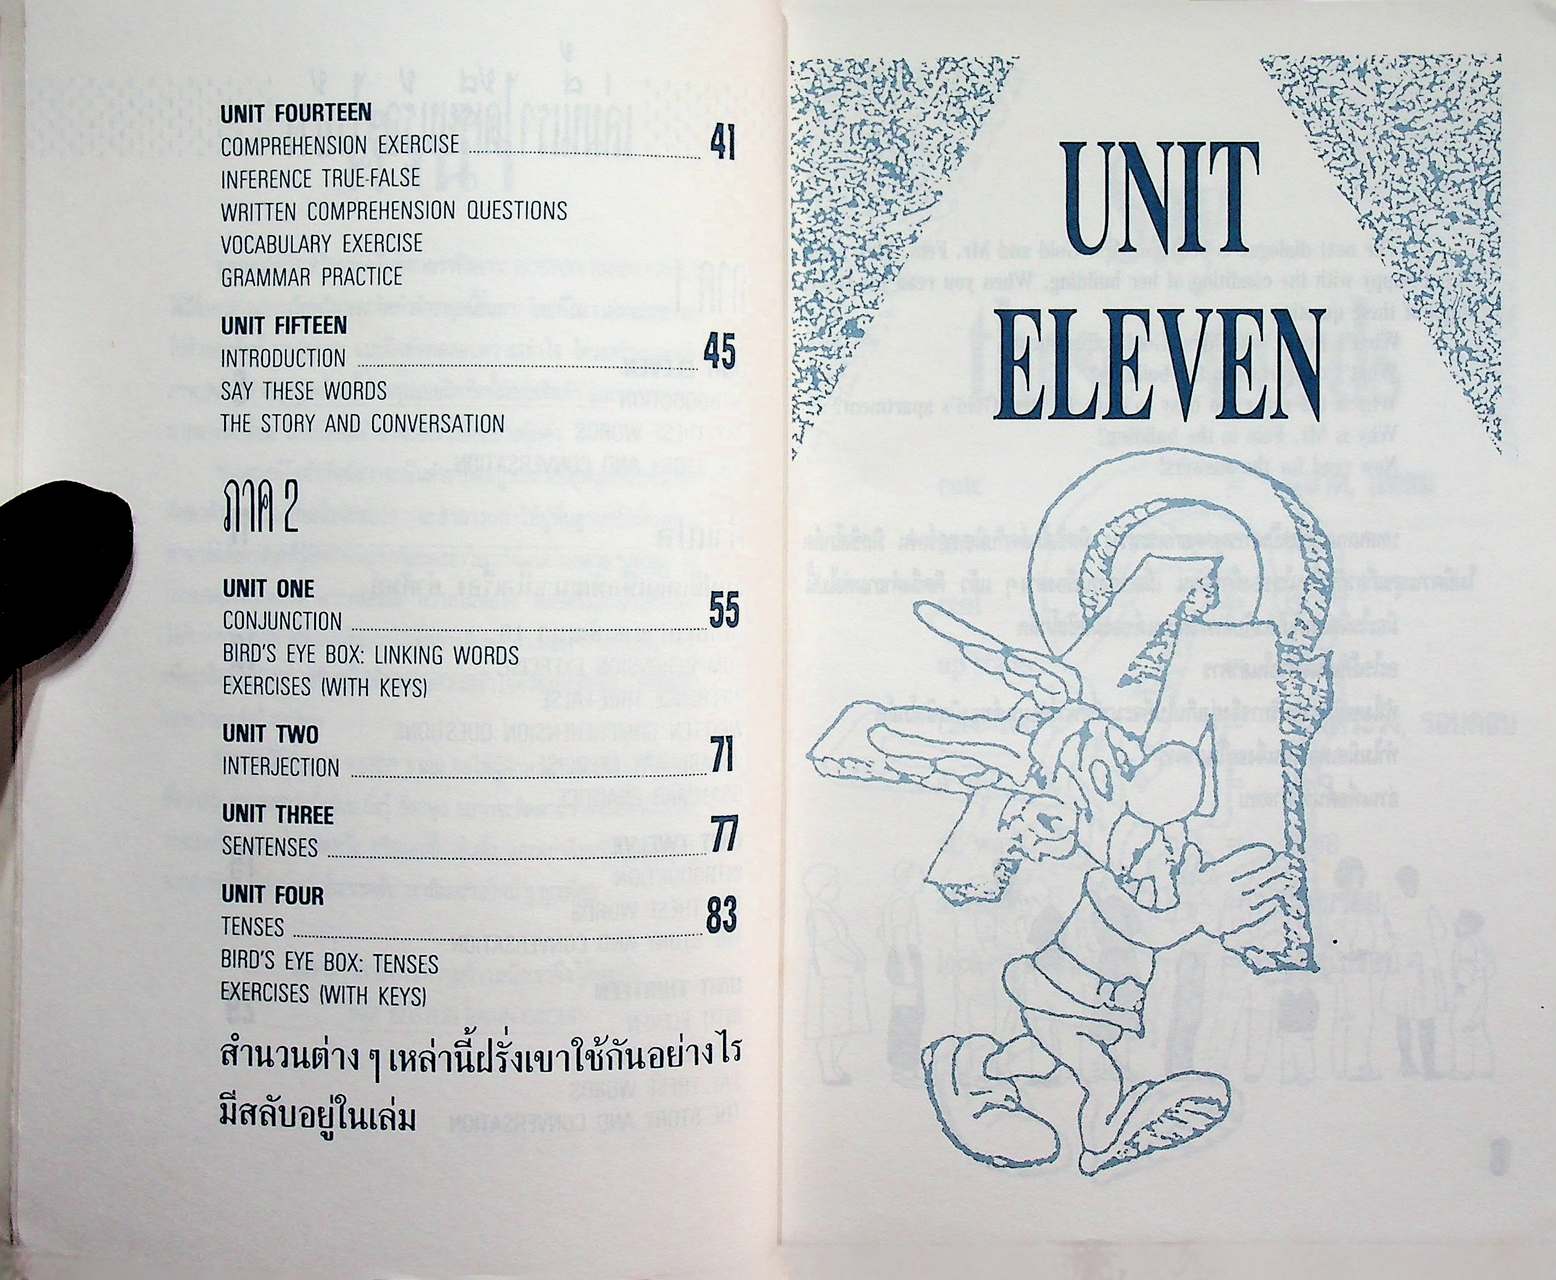 UNIT FOURTEEN
COMPREHENSION EXERCISE 41
INFERENCE TRUE-FALSE
WRITTEN COMPREHENSION QUESTIONS
VOCABULARY EXERCISE
GRAMMAR PRACTICE
UNIT FIFTEEN
INTRODUCTION 45
SAY THESE WORDS
THE STORY AND CONVERSATION
ภาค 2
UNIT ONE
CONJUNCTION 55
BIRD'S EYE BOX: LINKING WORDS
EXERCISES (WITH KEYS)
UNIT TWO
INTERJECTION 71
UNIT THREE
SENTENSES 77
UNIT FOUR
TENSES 83
BIRD'S EYE BOX: TENSES
EXERCISES (WITH KEYS)
สำนวนต่าง ๆ เหล่านี้ฝรั่งเขาใช้กันอย่างไร
มีสลับอยู่ในเล่ม
UNIT
ELEVEN